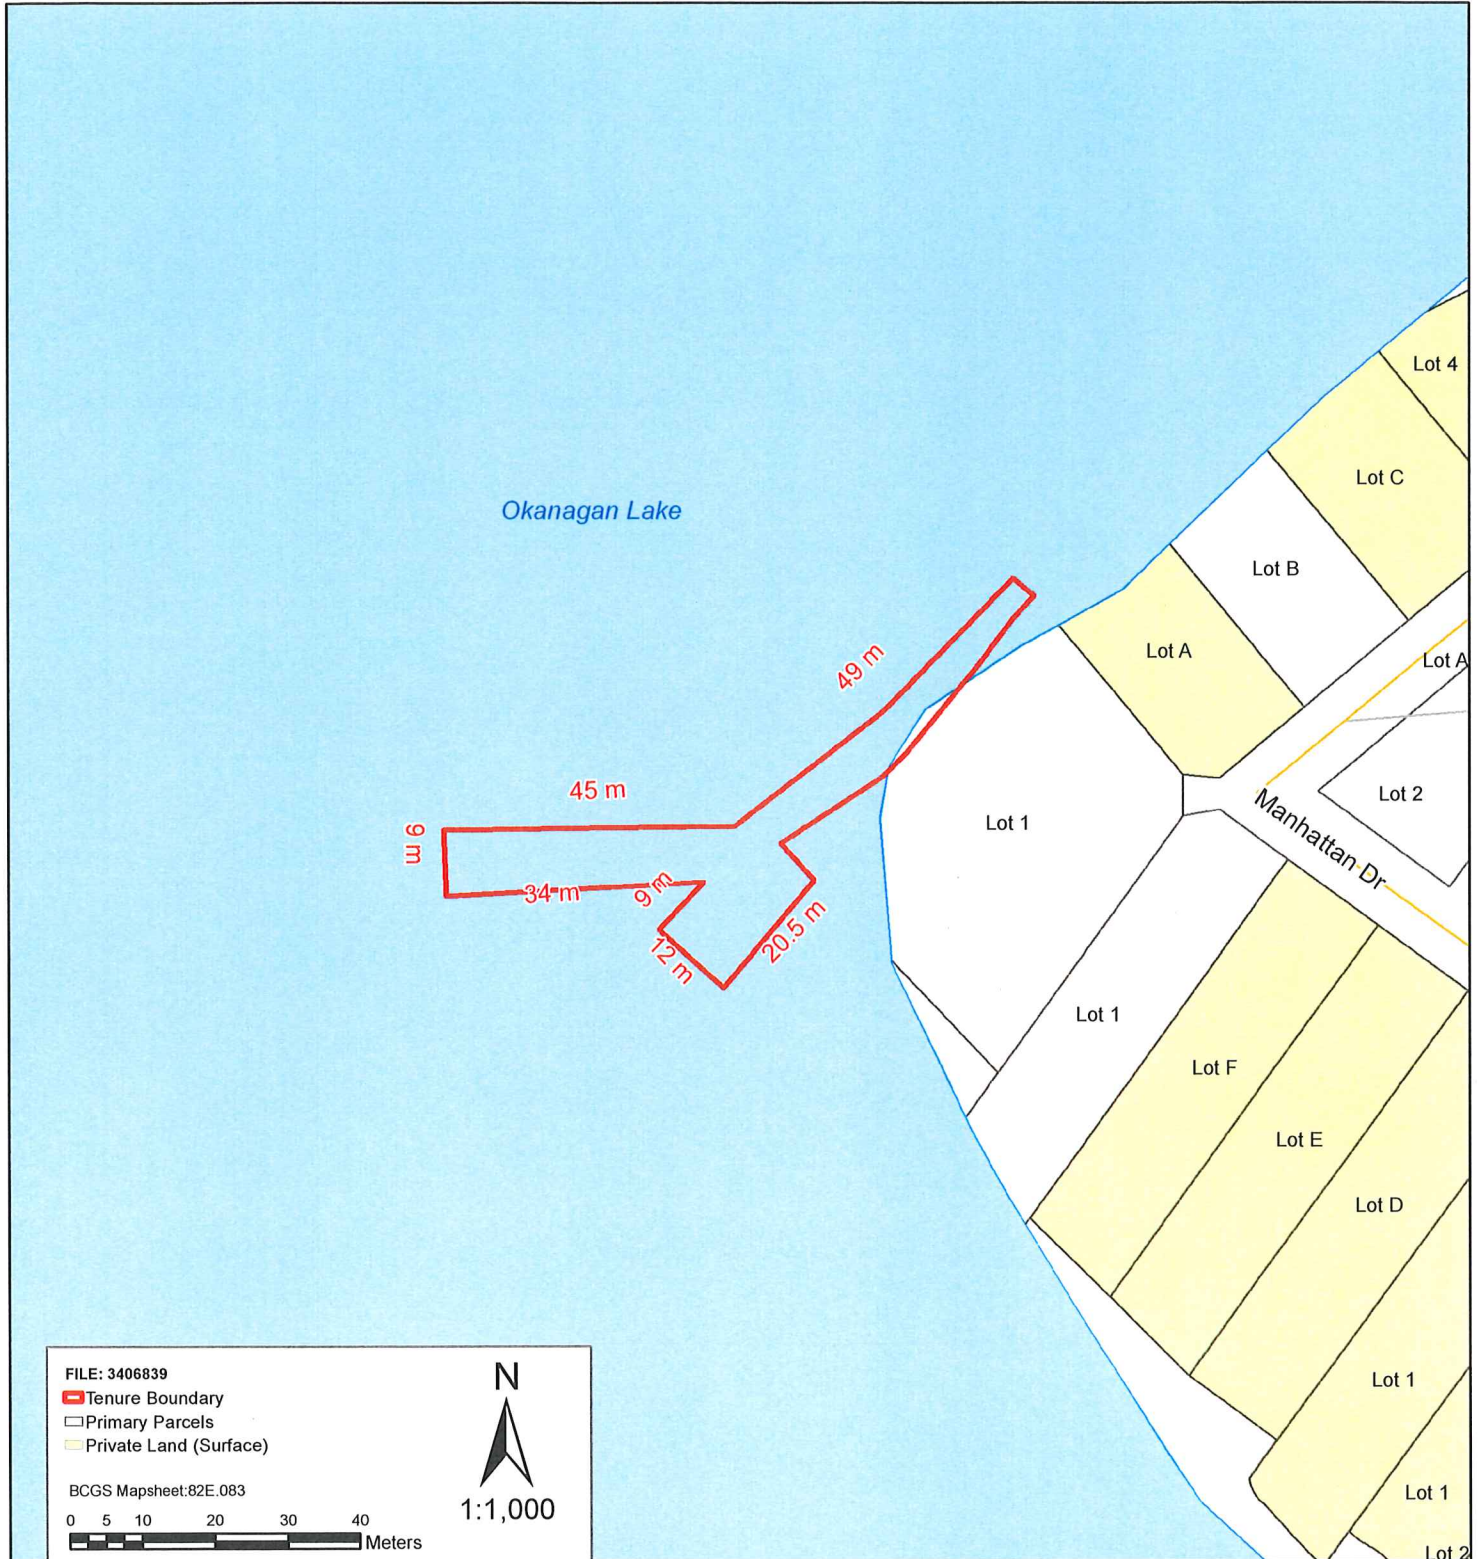 Lot 4
Lot C
Okanagan Lake
Lot B
Lot A
Lot A
49 m
45 m
Lot 2
Lot 1
Manhattan Dr
9 m
34 m
9 m
20.5 m
12 m
Lot 1
Lot F
Lot E
Lot D
Lot 1
Lot 1
Lot 2
FILE: 3406839
Tenure Boundary
Primary Parcels
Private Land (Surface)
BCGS Mapsheet:82E.083
0 5 10 20 30 40
Meters
N
1:1,000